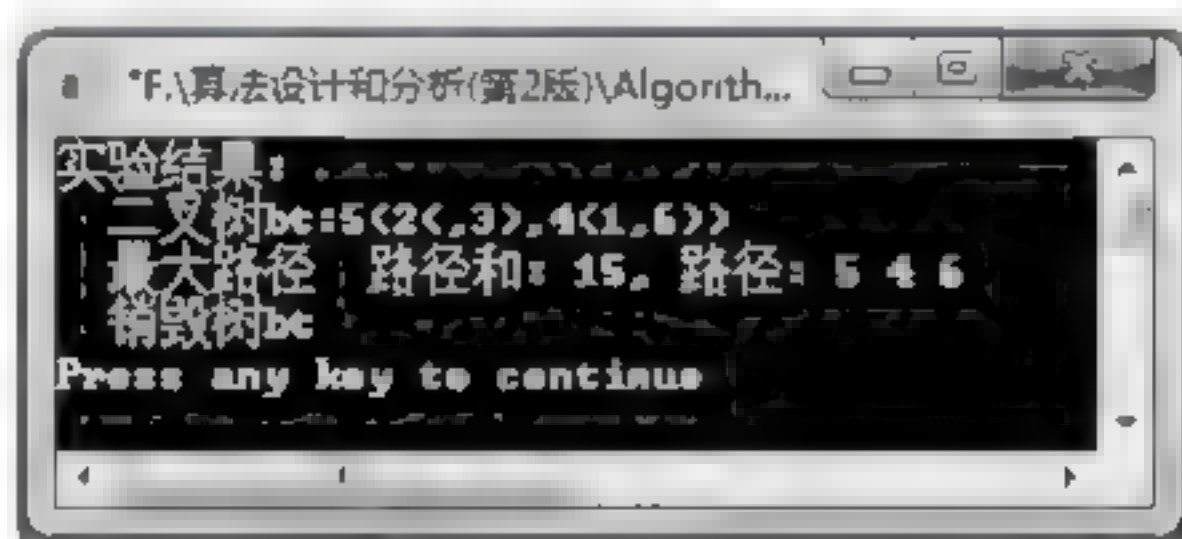 "F:\算法设计和分析(第2版)\Algorith...
实验结果:
二叉树bt:5(2(,3),4(1,6))
最大路径 路径和: 15, 路径: 5 4 6
销毁树bt
Press any key to continue